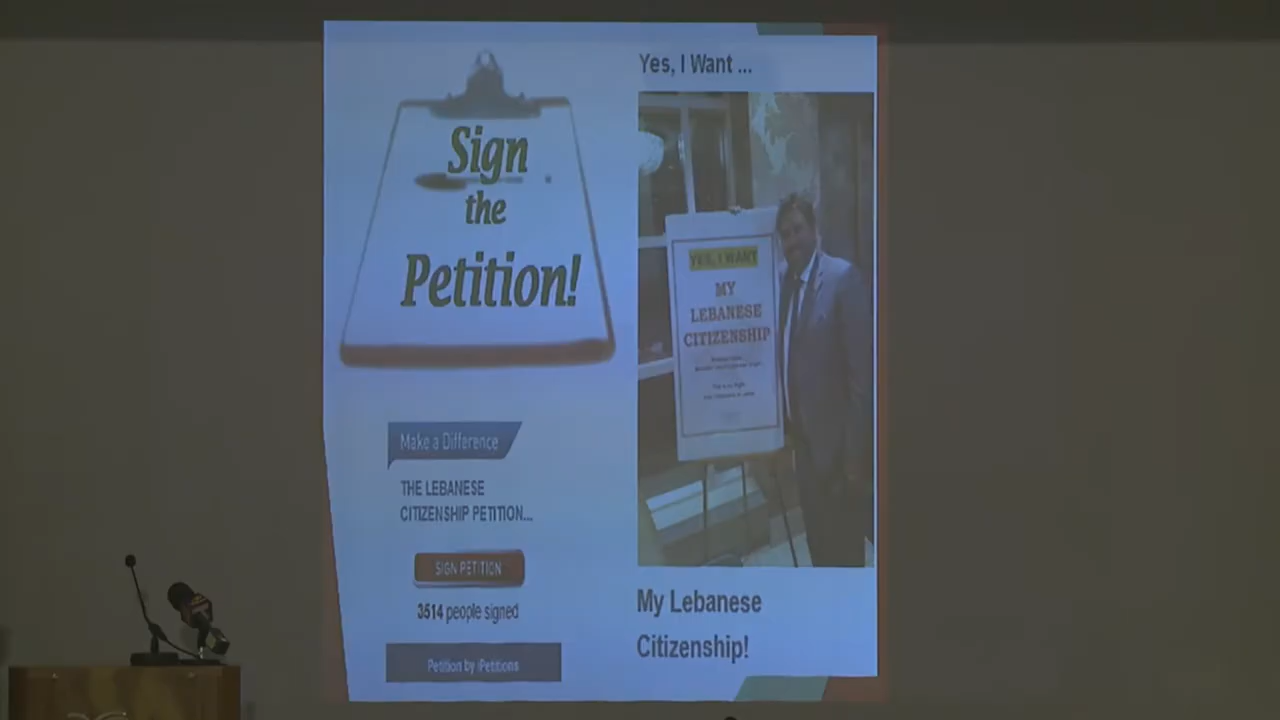 Sign
the
Petition!
Make a Difference
THE LEBANESE
CITIZENSHIP PETITION...
SIGN PETITION
3514 people signed
Petition by iPetitions
Yes, I Want ...
YES, I WANT
MY
LEBANESE
CITIZENSHIP
My Lebanese
Citizenship!